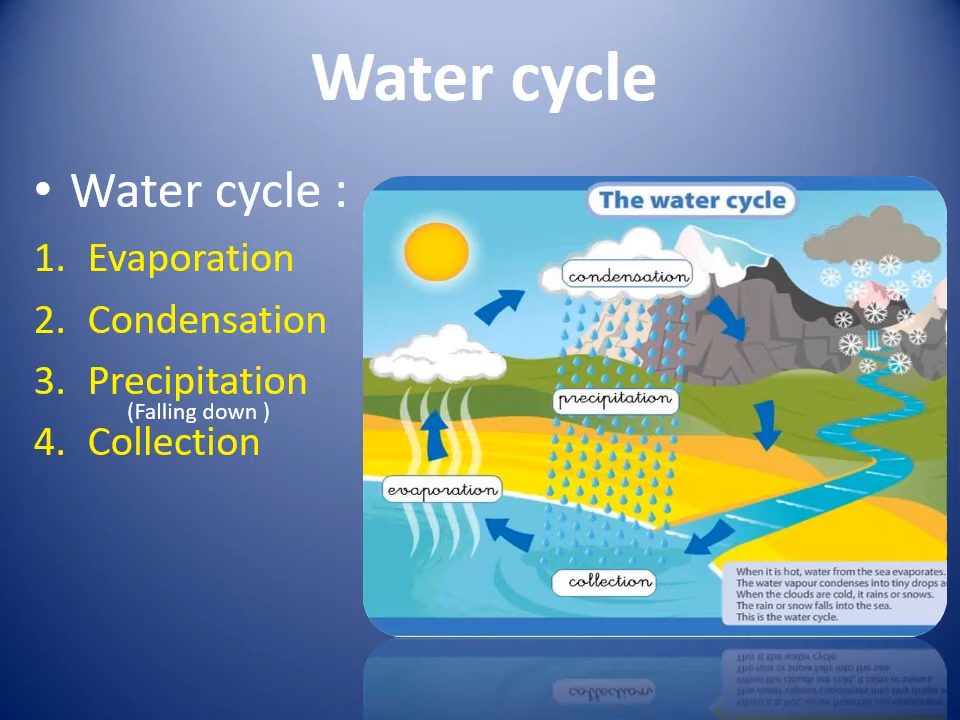 Water cycle
• Water cycle :
1. Evaporation
2. Condensation
3. Precipitation
(Falling down )
4. Collection
The water cycle
condensation
precipitation
evaporation
collection
When it is hot, water from the sea evaporates.
The water vapour condenses into tiny drops a
When the clouds are cold, it rains or snows.
The rain or snow falls into the sea.
This is the water cycle.